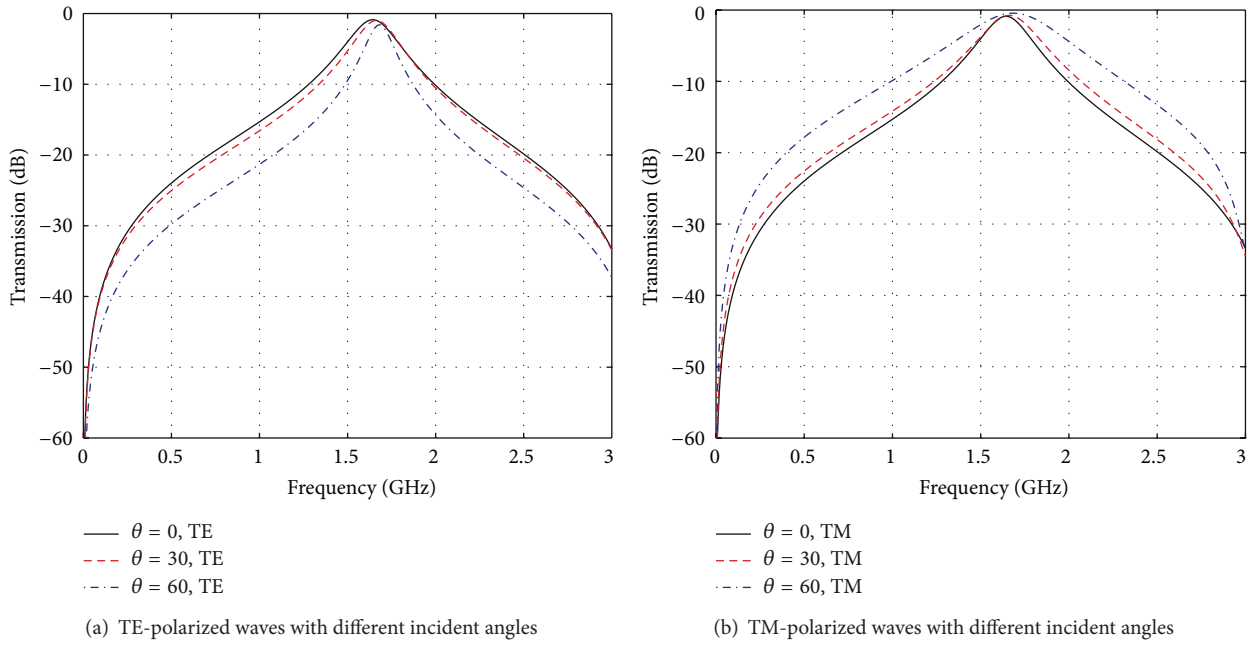 0
−10
−20
−30
−40
−50
−60
Transmission (dB)
0 0.5 1 1.5 2 2.5 3
Frequency (GHz)
θ = 0, TE
θ = 30, TE
θ = 60, TE
(a) TE-polarized waves with different incident angles
0
−10
−20
−30
−40
−50
−60
Transmission (dB)
0 0.5 1 1.5 2 2.5 3
Frequency (GHz)
θ = 0, TM
θ = 30, TM
θ = 60, TM
(b) TM-polarized waves with different incident angles